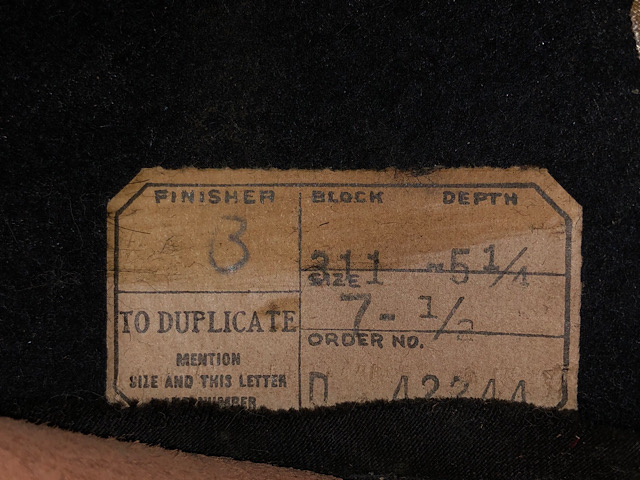 FINISHER BLOCK DEPTH
3
311 -5 1/4
SIZE
7- 1/2
TO DUPLICATE
ORDER NO.
MENTION
SIZE AND THIS LETTER
NUMBER